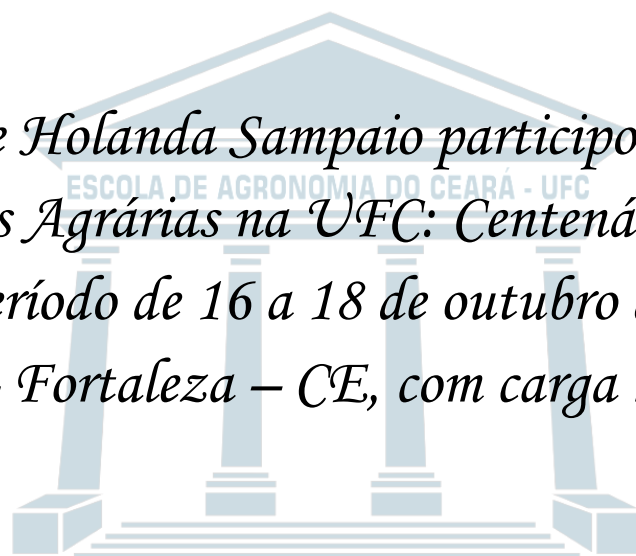 e Holanda Sampaio participo
ESCOLA DE AGRONOMIA DO CEARÁ - UFC
s Agrárias na UFC: Centená
eríodo de 16 a 18 de outubro
Fortaleza – CE, com carga